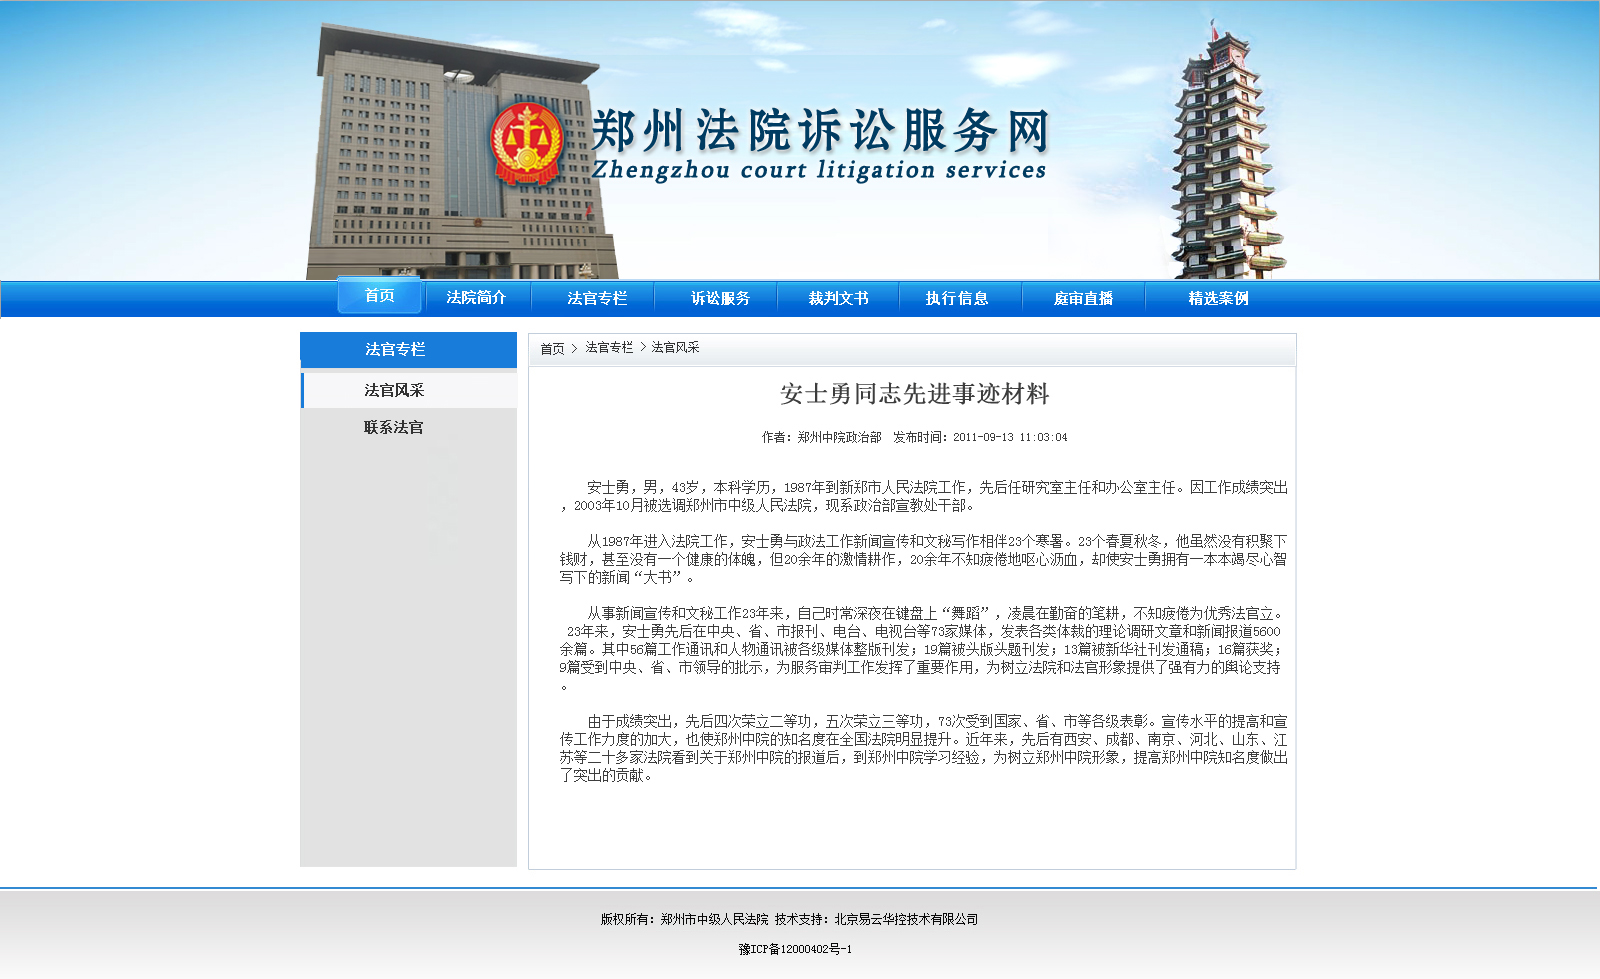 郑州法院诉讼服务网
Zhengzhou court litigation services
首页 法院简介 法官专栏 诉讼服务 裁判文书 执行信息 庭审直播 精选案例
法官专栏
法官风采
联系法官
首页 > 法官专栏 > 法官风采
安士勇同志先进事迹材料
作者：郑州中院政治部 发布时间：2011-09-13 11:03:04
安士勇，男，43岁，本科学历，1987年到新郑市人民法院工作，先后任研究室主任和办公室主任。因工作成绩突出
，2003年10月被选调郑州市中级人民法院，现系政治部宣教处干部。
从1987年进入法院工作，安士勇与政法工作新闻宣传和文秘写作相伴23个寒署。23个春夏秋冬，他虽然没有积聚下
钱财，甚至没有一个健康的体魄，但20余年的激情耕作，20余年不知疲倦地呕心沥血，却使安士勇拥有一本本竭尽心智
写下的新闻“大书”。
从事新闻宣传和文秘工作23年来，自己时常深夜在键盘上“舞蹈”，凌晨在勤奋的笔耕，不知疲倦为优秀法官立。
23年来，安士勇先后在中央、省、市报刊、电台、电视台等73家媒体，发表各类体裁的理论调研文章和新闻报道5600
余篇。其中56篇工作通讯和人物通讯被各级媒体整版刊发；19篇被头版头题刊发；13篇被新华社刊发通稿；16篇获奖；
9篇受到中央、省、市领导的批示，为服务审判工作发挥了重要作用，为树立法院和法官形象提供了强有力的舆论支持
。
由于成绩突出，先后四次荣立二等功，五次荣立三等功，73次受到国家、省、市等各级表彰。宣传水平的提高和宣
传工作力度的加大，也使郑州中院的知名度在全国法院明显提升。近年来，先后有西安、成都、南京、河北、山东、江
苏等二十多家法院看到关于郑州中院的报道后，到郑州中院学习经验，为树立郑州中院形象，提高郑州中院知名度做出
了突出的贡献。
版权所有：郑州市中级人民法院 技术支持：北京易云华控技术有限公司
豫ICP备12000402号-1